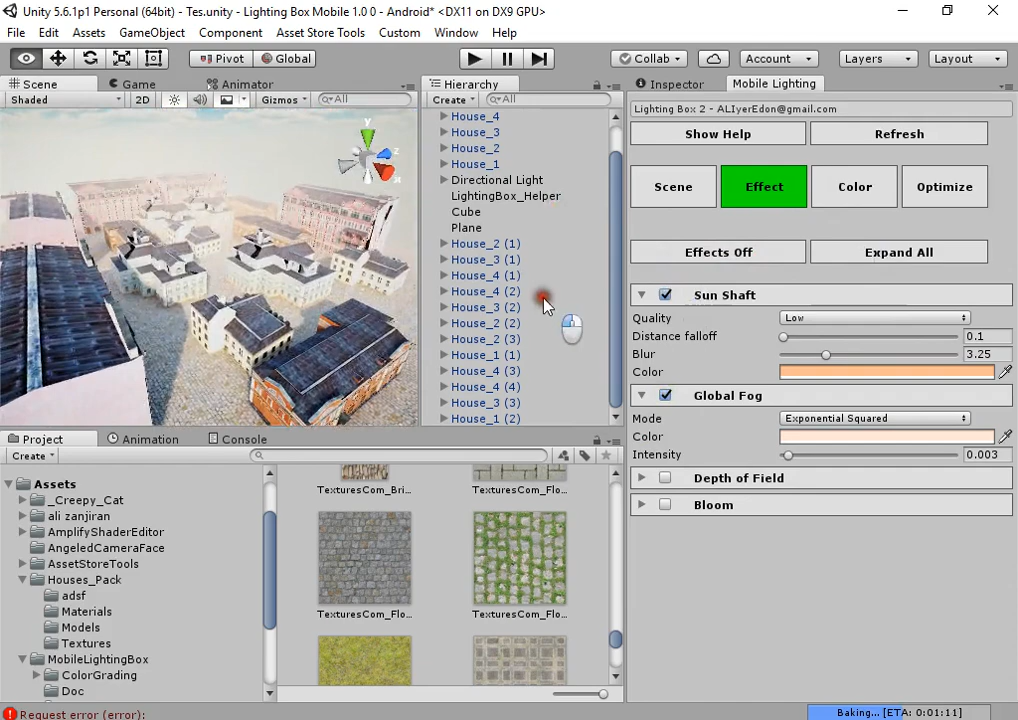 Unity 5.6.1p1 Personal (64bit) - Tes.unity - Lighting Box Mobile 1.0 0 - Android* <DX11 on DX9 GPU>
File Edit Assets GameObject Component Asset Store Tools Custom Window Help
Pivot Global Collab Account Layers Layout
Scene Game Animator
Shaded 2D Gizmos All
y
z
x
Hierarchy
Create All
House_4
House_3
House_2
House_1
Directional Light
LightingBox_Helper
Cube
Plane
House_2 (1)
House_3 (1)
House_4 (1)
House_4 (2)
House_3 (2)
House_2 (2)
House_2 (3)
House_1 (1)
House_4 (3)
House_4 (4)
House_3 (3)
House_1 (2)
Inspector Mobile Lighting
Lighting Box 2 - ALIyerEdon@gmail.com
Show Help Refresh
Scene Effect Color Optimize
Effects Off Expand All
Sun Shaft
Quality Low
Distance falloff 0.1
Blur 3.25
Color
Global Fog
Mode Exponential Squared
Color
Intensity 0.003
Depth of Field
Bloom
Project Animation Console
Create
Assets
_Creepy_Cat
ali zanjiran
AmplifyShaderEditor
AngeledCameraFace
AssetStoreTools
Houses_Pack
adsf
Materials
Models
Textures
MobileLightingBox
ColorGrading
Doc
TexturesCom_Bri... TexturesCom_Flo...
TexturesCom_Flo... TexturesCom_Flo...
Request error (error):
Baking... [ETA: 0:01:11]